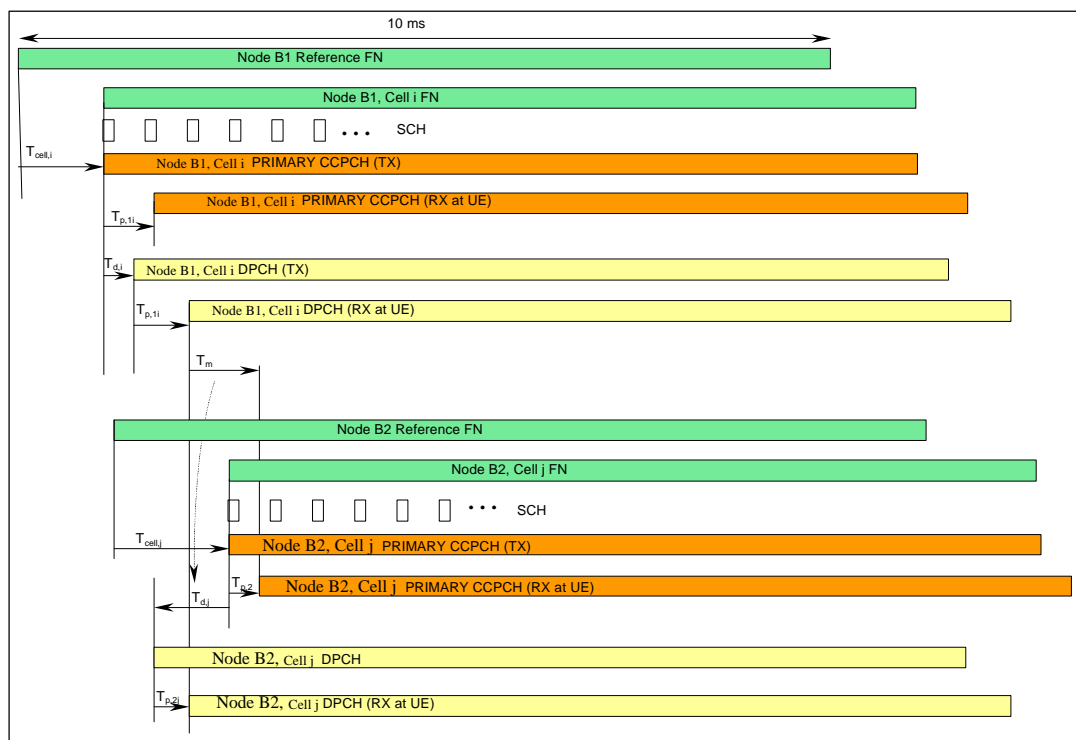 10 ms
Node B1 Reference FN
Node B1, Cell i FN
• • • SCH
T cell,i
Node B1, Cell i PRIMARY CCPCH (TX)
Node B1, Cell i PRIMARY CCPCH (RX at UE)
T p,1i
T d,i
Node B1, Cell i DPCH (TX)
Node B1, Cell i DPCH (RX at UE)
T p,1i
T m
Node B2 Reference FN
Node B2, Cell j FN
• • • SCH
T cell,j
Node B2, Cell j PRIMARY CCPCH (TX)
Node B2, Cell j PRIMARY CCPCH (RX at UE)
T p,2
T d,j
Node B2, Cell j DPCH
T p,2j
Node B2, Cell j DPCH (RX at UE)